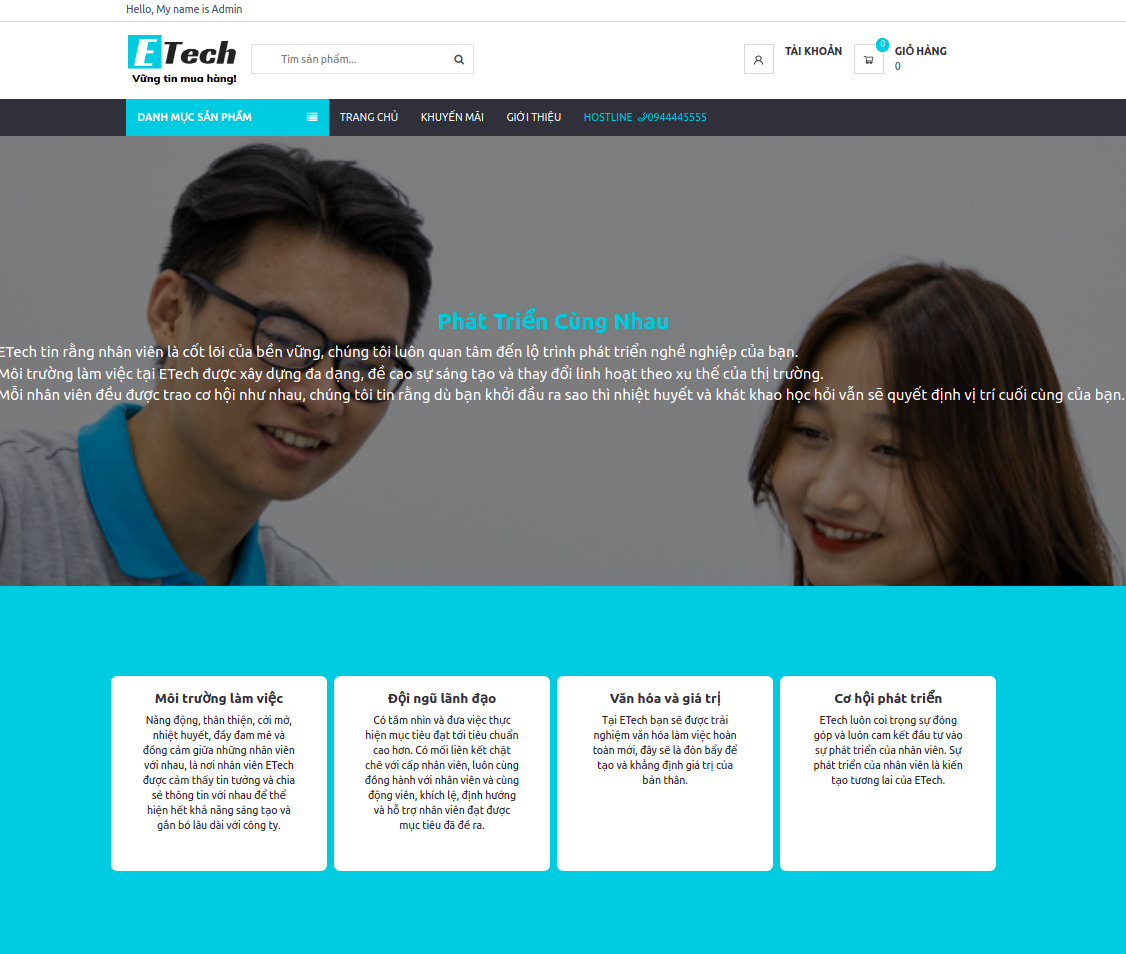 Hello, My name is Admin
ETech
Vững tin mua hàng!
Tìm sản phẩm...
TÀI KHOẢN
0
GIỎ HÀNG
0
DANH MỤC SẢN PHẨM
TRANG CHỦ
KHUYẾN MÃI
GIỚI THIỆU
HOSTLINE 0944445555
Phát Triển Cùng Nhau
ETech tin rằng nhân viên là cốt lõi của bền vững, chúng tôi luôn quan tâm đến lộ trình phát triển nghề nghiệp của bạn.
Môi trường làm việc tại ETech được xây dựng đa dạng, đề cao sự sáng tạo và thay đổi linh hoạt theo xu thế của thị trường.
Mỗi nhân viên đều được trao cơ hội như nhau, chúng tôi tin rằng dù bạn khởi đầu ra sao thì nhiệt huyết và khát khao học hỏi vẫn sẽ quyết định vị trí cuối cùng của bạn.
Môi trường làm việc
Năng động, thân thiện, cởi mở,
nhiệt huyết, đầy đam mê và
đồng cảm giữa những nhân viên
với nhau, là nơi nhân viên ETech
được cảm thấy tin tưởng và chia
sẻ thông tin với nhau để thể
hiện hết khả năng sáng tạo và
gắn bó lâu dài với công ty.
Đội ngũ lãnh đạo
Có tầm nhìn và đưa việc thực
hiện mục tiêu đạt tới tiêu chuẩn
cao hơn. Có mối liên kết chặt
chẽ với cấp nhân viên, luôn cùng
đồng hành với nhân viên và cùng
động viên, khích lệ, định hướng
và hỗ trợ nhân viên đạt được
mục tiêu đã đề ra.
Văn hóa và giá trị
Tại ETech bạn sẽ được trải
nghiệm văn hóa làm việc hoàn
toàn mới, đây sẽ là đòn bẩy để
tạo và khẳng định giá trị của
bản thân.
Cơ hội phát triển
ETech luôn coi trọng sự đóng
góp và luôn cam kết đầu tư vào
sự phát triển của nhân viên. Sự
phát triển của nhân viên là kiến
tạo tương lai của ETech.